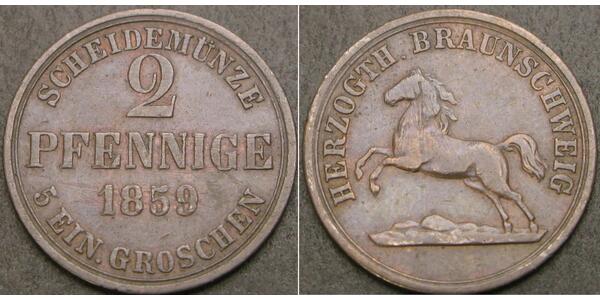 SCHEIDEMÜNZE
2
PFENNIGE
1859
5 EIN. GROSCHEN
HERZOGTH. BRAUNSCHWEIG